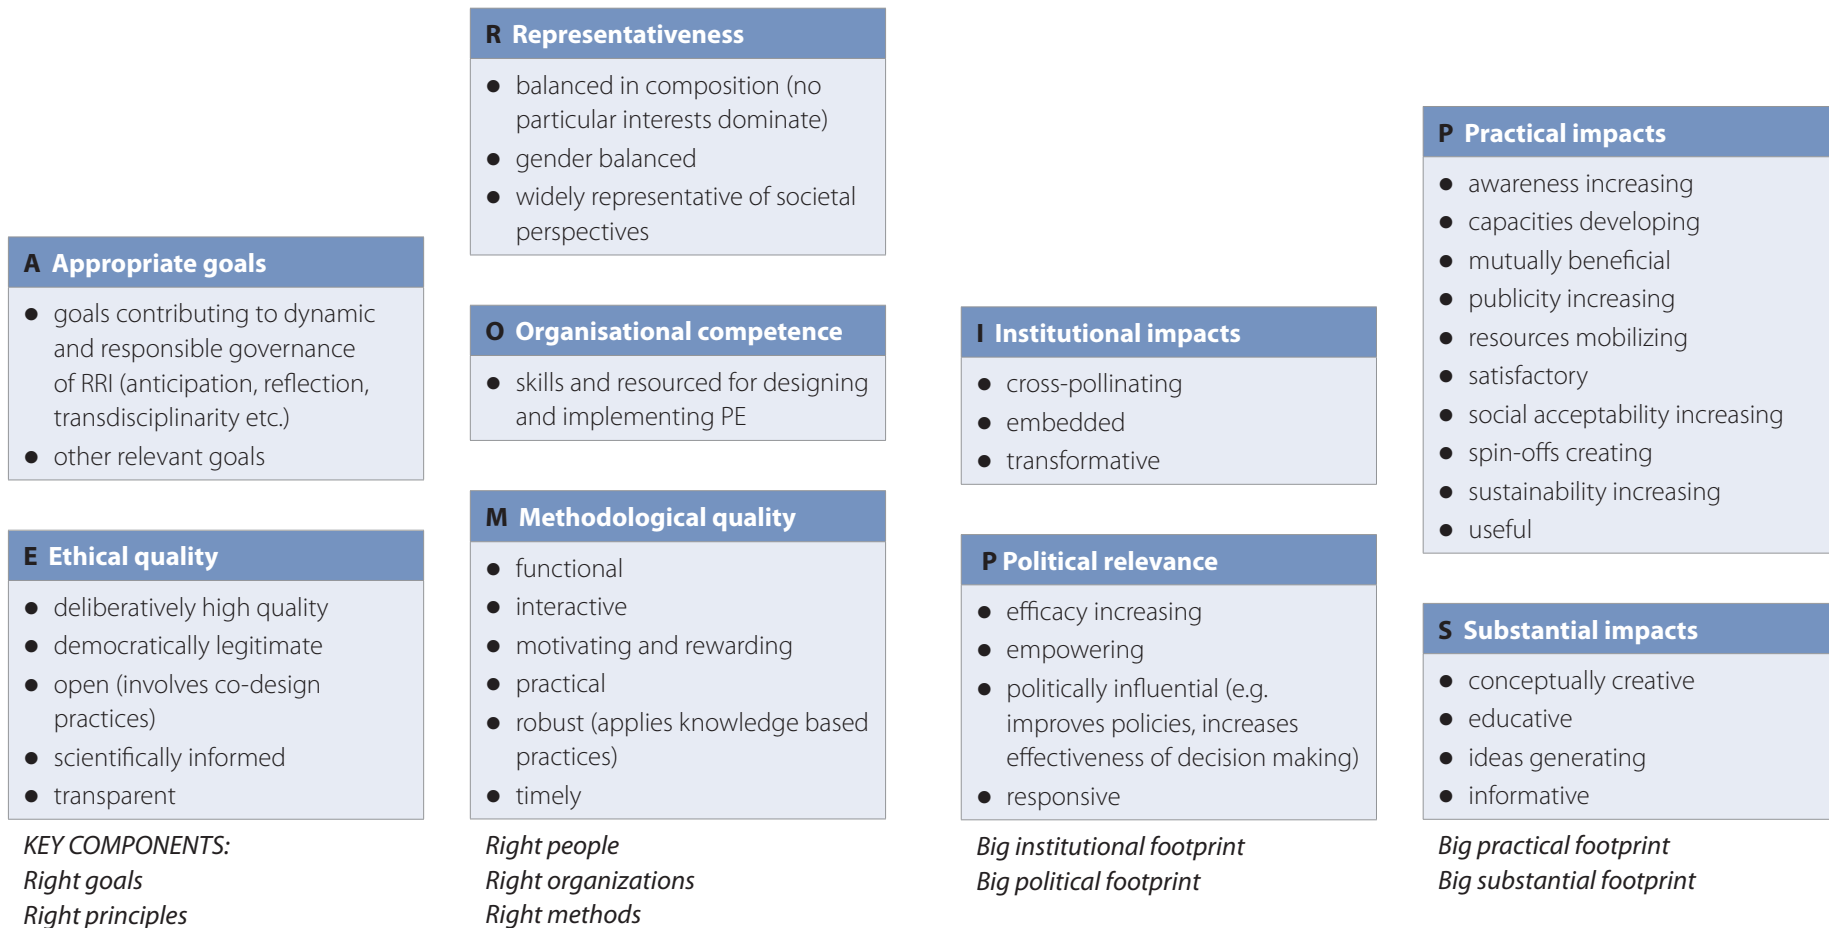 A Appropriate goals
● goals contributing to dynamic
and responsible governance
of RRI (anticipation, reflection,
transdisciplinarity etc.)
● other relevant goals
E Ethical quality
● deliberatively high quality
● democratically legitimate
● open (involves co-design
practices)
● scientifically informed
● transparent
KEY COMPONENTS:
Right goals
Right principles
R Representativeness
● balanced in composition (no
particular interests dominate)
● gender balanced
● widely representative of societal
perspectives
O Organisational competence
● skills and resourced for designing
and implementing PE
M Methodological quality
● functional
● interactive
● motivating and rewarding
● practical
● robust (applies knowledge based
practices)
● timely
Right people
Right organizations
Right methods
I Institutional impacts
● cross-pollinating
● embedded
● transformative
P Political relevance
● efficacy increasing
● empowering
● politically influential (e.g.
improves policies, increases
effectiveness of decision making)
● responsive
Big institutional footprint
Big political footprint
P Practical impacts
● awareness increasing
● capacities developing
● mutually beneficial
● publicity increasing
● resources mobilizing
● satisfactory
● social acceptability increasing
● spin-offs creating
● sustainability increasing
● useful
S Substantial impacts
● conceptually creative
● educative
● ideas generating
● informative
Big practical footprint
Big substantial footprint